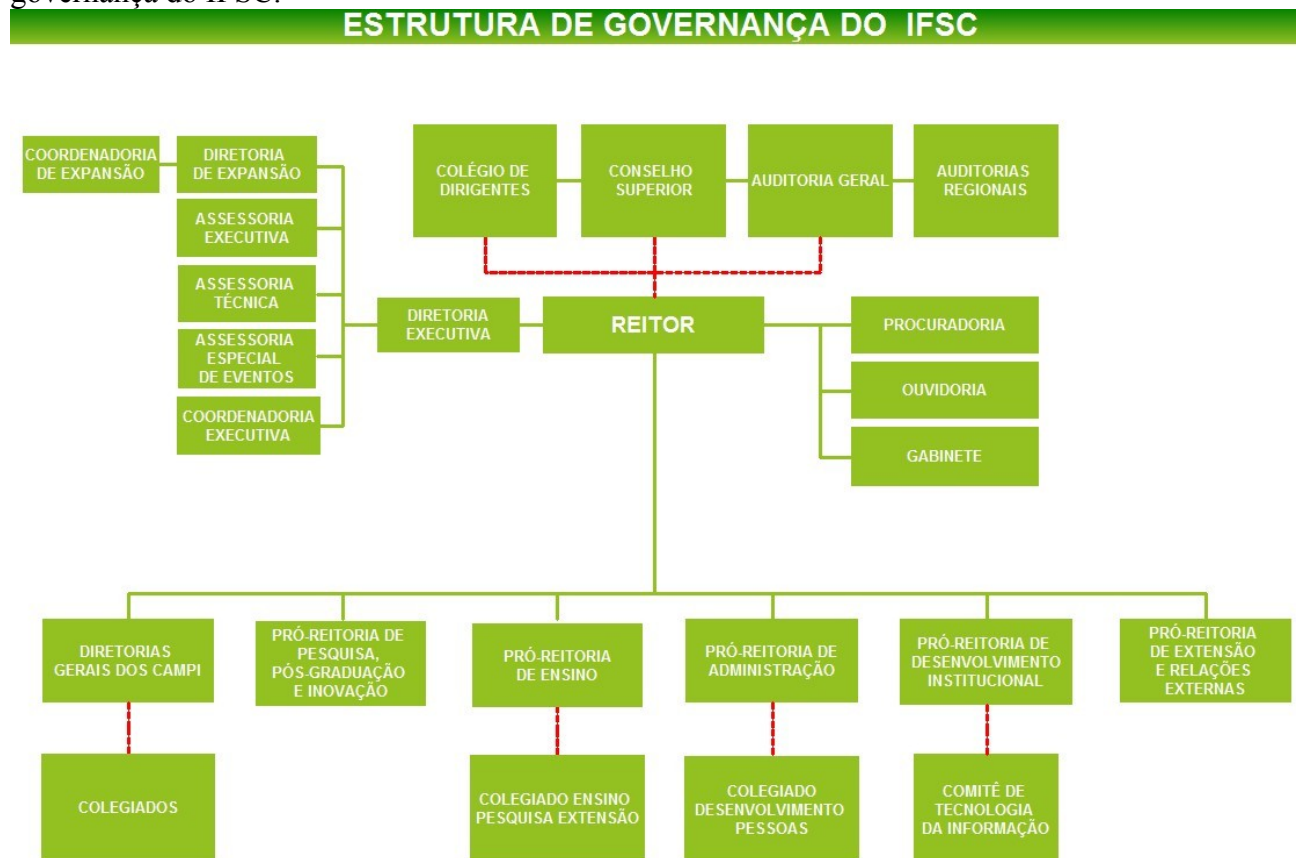 governança do IFSC.
ESTRUTURA DE GOVERNANÇA DO IFSC
COORDENADORIA
DE EXPANSÃO
DIRETORIA
DE EXPANSÃO
ASSESSORIA
EXECUTIVA
ASSESSORIA
TÉCNICA
ASSESSORIA
ESPECIAL
DE EVENTOS
COORDENADORIA
EXECUTIVA
DIRETORIA
EXECUTIVA
COLÉGIO DE
DIRIGENTES
CONSELHO
SUPERIOR
AUDITORIA GERAL
AUDITORIAS
REGIONAIS
REITOR
PROCURADORIA
OUVIDORIA
GABINETE
DIRETORIAS
GERAIS DOS CAMPI
PRÓ-REITORIA DE
PESQUISA,
PÓS-GRADUAÇÃO
E INOVAÇÃO
PRÓ-REITORIA
DE ENSINO
PRÓ-REITORIA DE
ADMINISTRAÇÃO
PRÓ-REITORIA DE
DESENVOLVIMENTO
INSTITUCIONAL
PRÓ-REITORIA
DE EXTENSÃO
E RELAÇÕES
EXTERNAS
COLEGIADOS
COLEGIADO ENSINO
PESQUISA EXTENSÃO
COLEGIADO
DESENVOLVIMENTO
PESSOAS
COMITÊ DE
TECNOLOGIA
DA INFORMAÇÃO